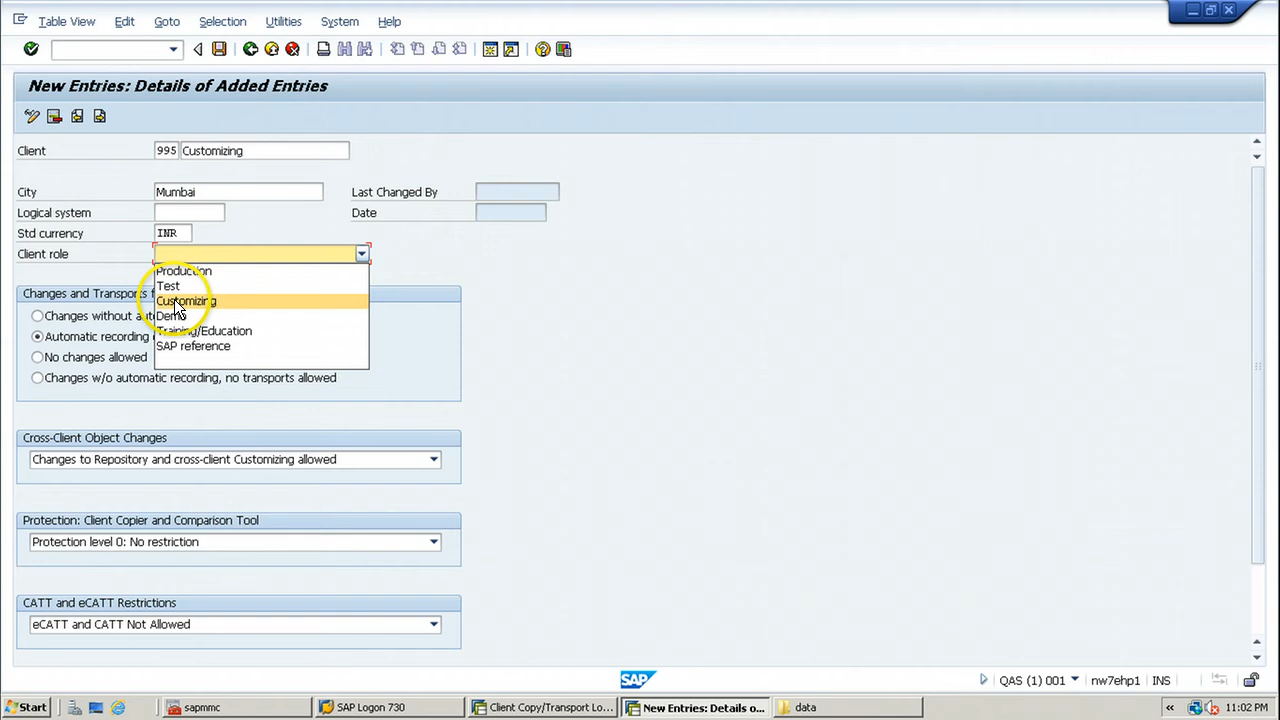 Table View Edit Goto Selection Utilities System Help
New Entries: Details of Added Entries
Client 995 Customizing
City Mumbai Last Changed By
Logical system Date
Std currency INR
Client role
Production
Test
Customizing
Demo
Training/Education
SAP reference
Changes and Transports f
Changes without aut
Automatic recording
No changes allowed
Changes w/o automatic recording, no transports allowed
Cross-Client Object Changes
Changes to Repository and cross-client Customizing allowed
Protection: Client Copier and Comparison Tool
Protection level 0: No restriction
CATT and eCATT Restrictions
eCATT and CATT Not Allowed
SAP QAS (1) 001 nw7ehp1 INS
Start sapmmc SAP Logon 730 Client Copy/Transport Lo... New Entries: Details o... data 11:02 PM